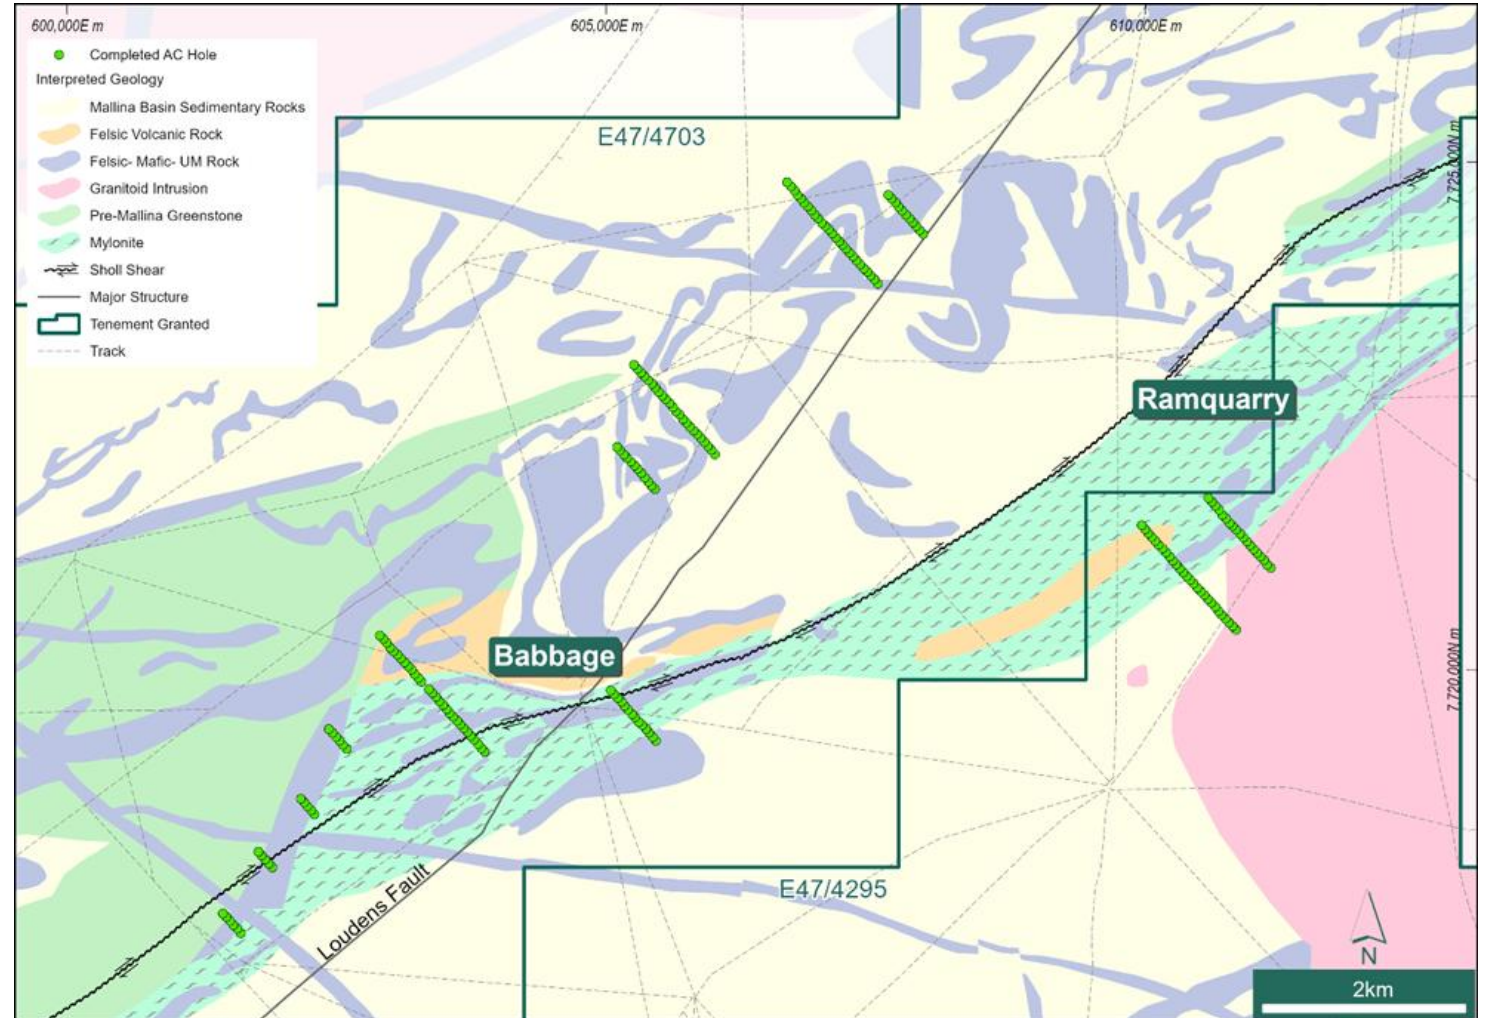 600,000E m
605,000E m
610,000E m
Completed AC Hole
Interpreted Geology
Mallina Basin Sedimentary Rocks
Felsic Volcanic Rock
Felsic- Mafic- UM Rock
Granitoid Intrusion
Pre-Mallina Greenstone
Mylonite
Sholl Shear
Major Structure
Tenement Granted
Track
E47/4703
7,725,000N m
Ramquarry
Babbage
7,720,000N m
E47/4295
Loudens Fault
N
2km